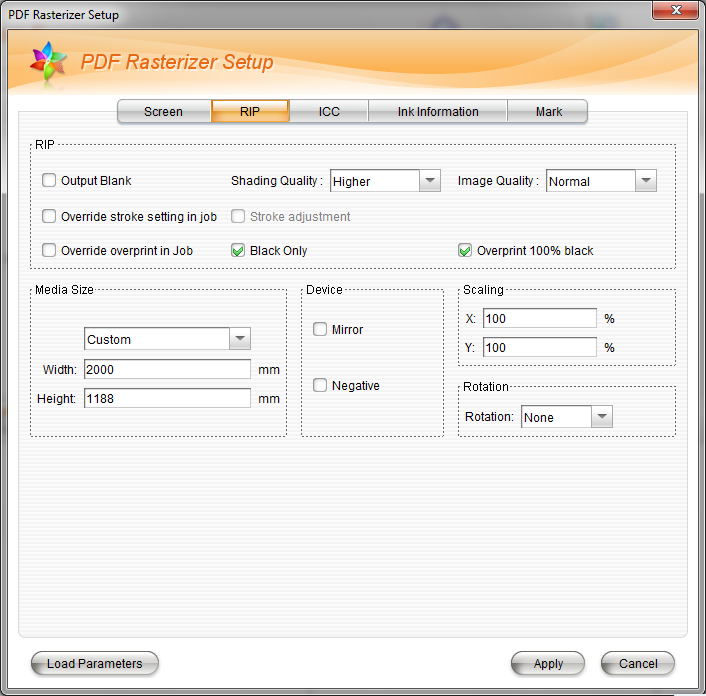 PDF Rasterizer Setup
PDF Rasterizer Setup
Screen RIP ICC Ink Information Mark
RIP
Output Blank Shading Quality : Higher Image Quality : Normal
Override stroke setting in job Stroke adjustment
Override overprint in Job Black Only Overprint 100% black
Media Size Device Scaling
Custom
Mirror
X: 100 %
Y: 100 %
Width: 2000 mm
Height: 1188 mm
Negative
Rotation
Rotation: None
Load Parameters Apply Cancel